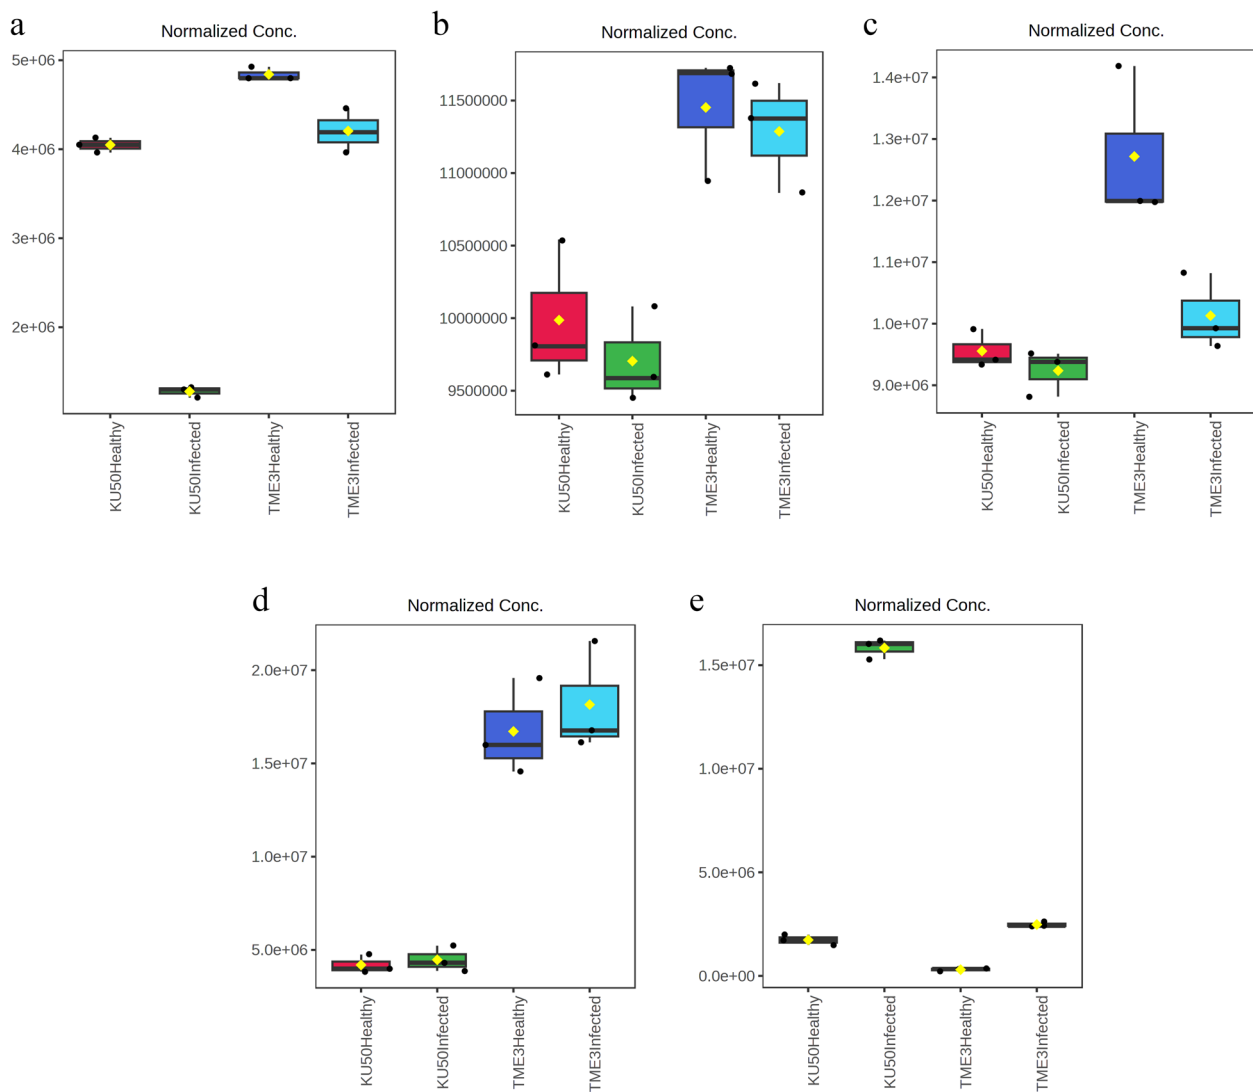 a
Normalized Conc.
5e+06
4e+06
3e+06
2e+06
KU50Healthy
KU50Infected
TME3Healthy
TME3Infected
b
Normalized Conc.
11500000
11000000
10500000
10000000
9500000
KU50Healthy
KU50Infected
TME3Healthy
TME3Infected
c
Normalized Conc.
1.4e+07
1.3e+07
1.2e+07
1.1e+07
1.0e+07
9.0e+06
KU50Healthy
KU50Infected
TME3Healthy
TME3Infected
d
Normalized Conc.
2.0e+07
1.5e+07
1.0e+07
5.0e+06
KU50Healthy
KU50Infected
TME3Healthy
TME3Infected
e
Normalized Conc.
1.5e+07
1.0e+07
5.0e+06
0.0e+00
KU50Healthy
KU50Infected
TME3Healthy
TME3Infected